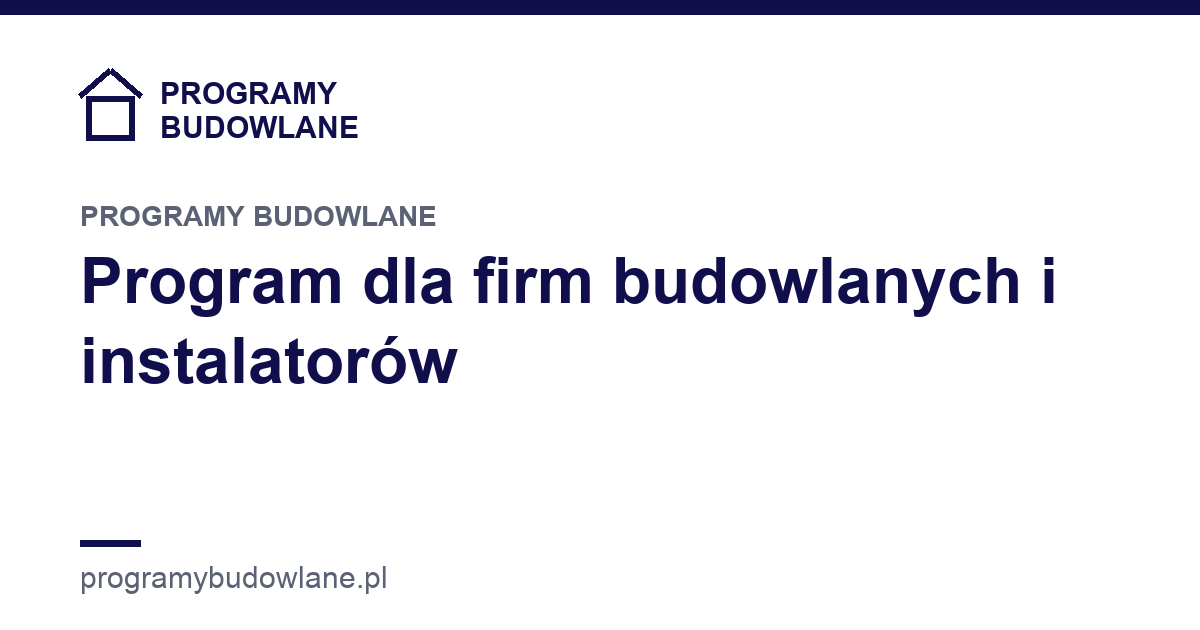 PROGRAMY
BUDOWLANE
PROGRAMY BUDOWLANE
Program dla firm budowlanych i
instalatorów
programybudowlane.pl